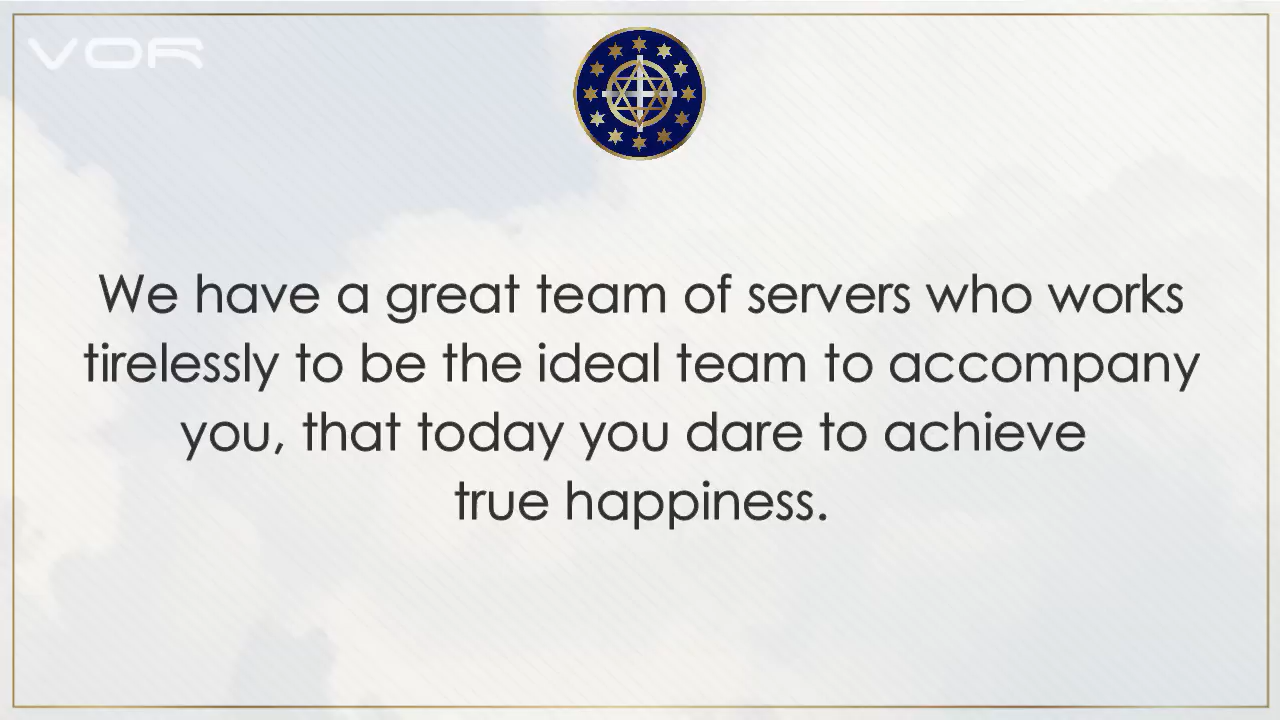 VOR
We have a great team of servers who works
tirelessly to be the ideal team to accompany
you, that today you dare to achieve
true happiness.